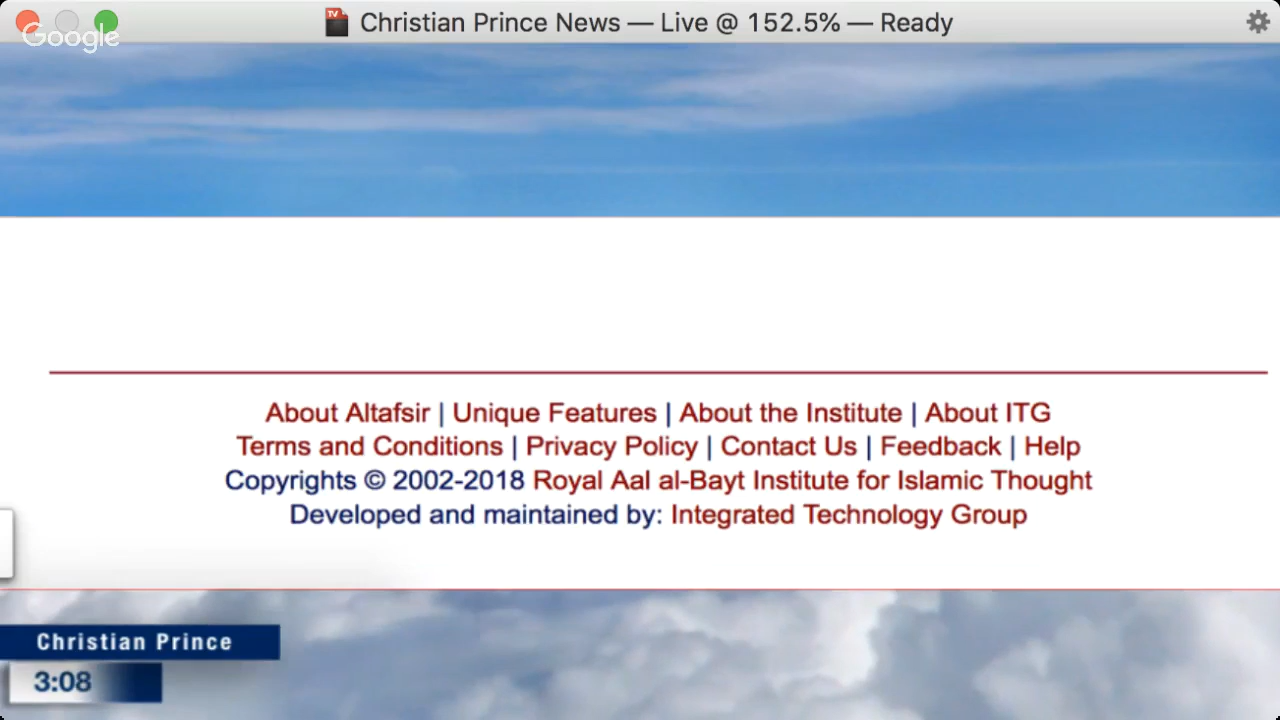 Christian Prince News — Live @ 152.5% — Ready
Google
TV
About Altafsir | Unique Features | About the Institute | About ITG
Terms and Conditions | Privacy Policy | Contact Us | Feedback | Help
Copyrights © 2002-2018 Royal Aal al-Bayt Institute for Islamic Thought
Developed and maintained by: Integrated Technology Group
Christian Prince
3:08